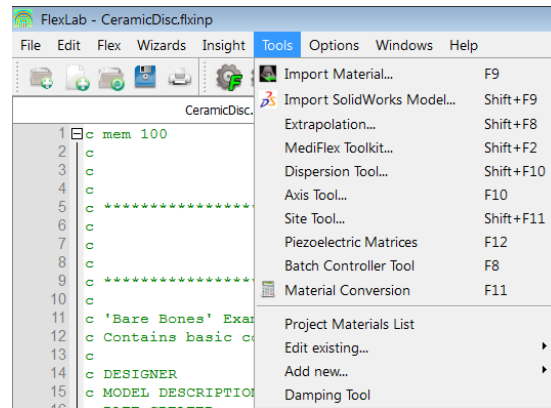 FlexLab - CeramicDisc.flxinp
File Edit Flex Wizards Insight Tools Options Windows Help
Import Material... F9
Import SolidWorks Model... Shift+F9
Extrapolation... Shift+F8
MediFlex Toolkit... Shift+F2
Dispersion Tool... Shift+F10
Axis Tool... F10
Site Tool... Shift+F11
Piezoelectric Matrices F12
Batch Controller Tool F8
Material Conversion F11
Project Materials List
Edit existing...
Add new...
Damping Tool
CeramicDisc.
1 c mem 100
2 c
3 c
4 c
5 c *****************
6 c
7 c
8 c
9 c *****************
10 c
11 c 'Bare Bones' Exa
12 c Contains basic c
13 c
14 c DESIGNER
15 c MODEL DESCRIPTIO